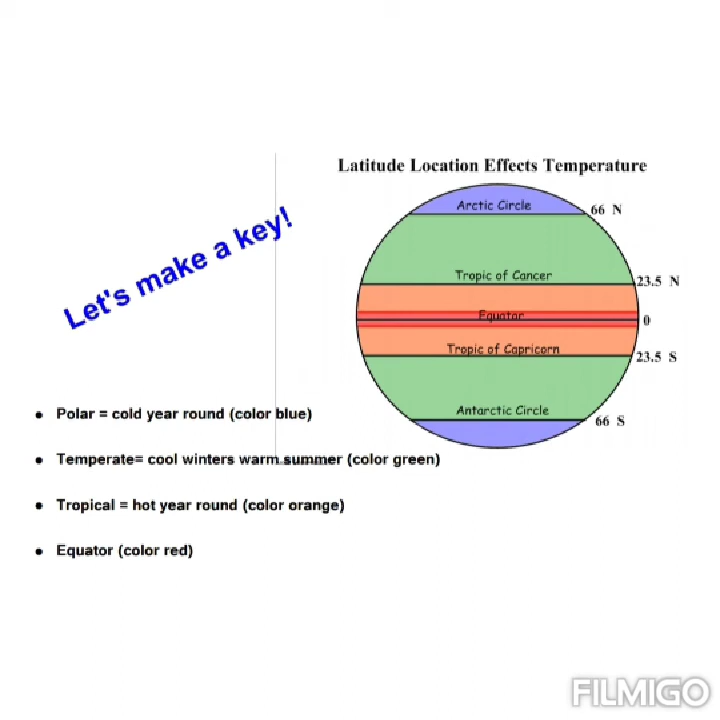 Latitude Location Effects Temperature
Arctic Circle
66 N
Let's make a key!
Tropic of Cancer
23.5 N
Equator
0
Tropic of Capricorn
23.5 S
Antarctic Circle
66 S
• Polar = cold year round (color blue)
• Temperate= cool winters warm summer (color green)
• Tropical = hot year round (color orange)
• Equator (color red)
FILMIGO